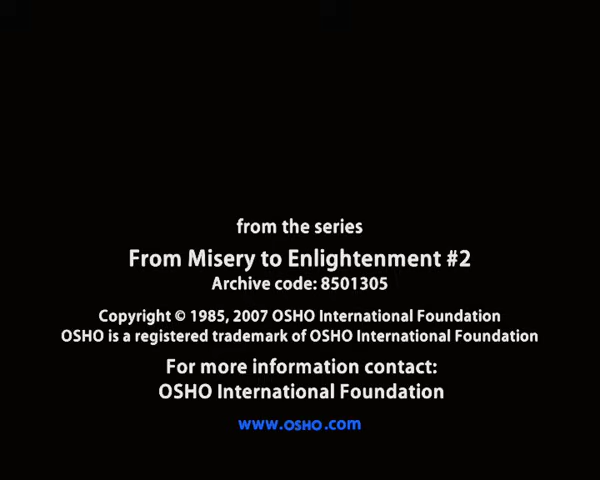 from the series
From Misery to Enlightenment #2
Archive code: 8501305
Copyright © 1985, 2007 OSHO International Foundation
OSHO is a registered trademark of OSHO International Foundation
For more information contact:
OSHO International Foundation
www.OSHO.com